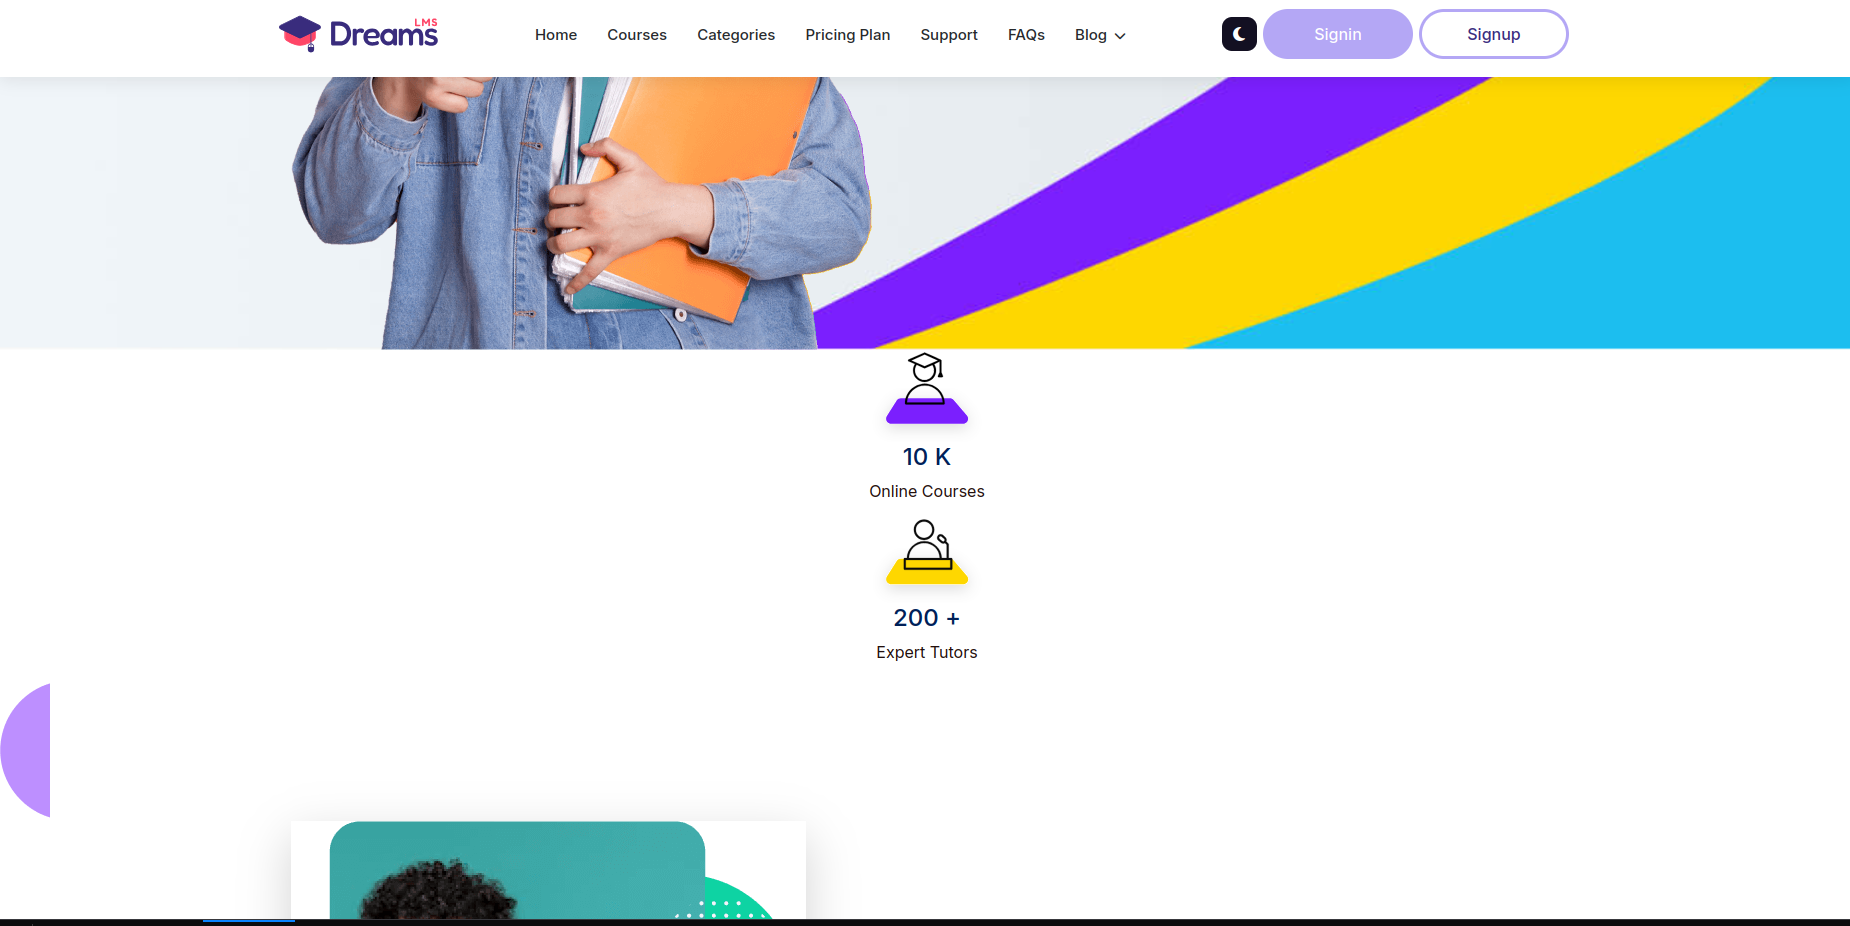 Dreams LMS
Home Courses Categories Pricing Plan Support FAQs Blog Signin Signup
10 K
Online Courses
200 +
Expert Tutors